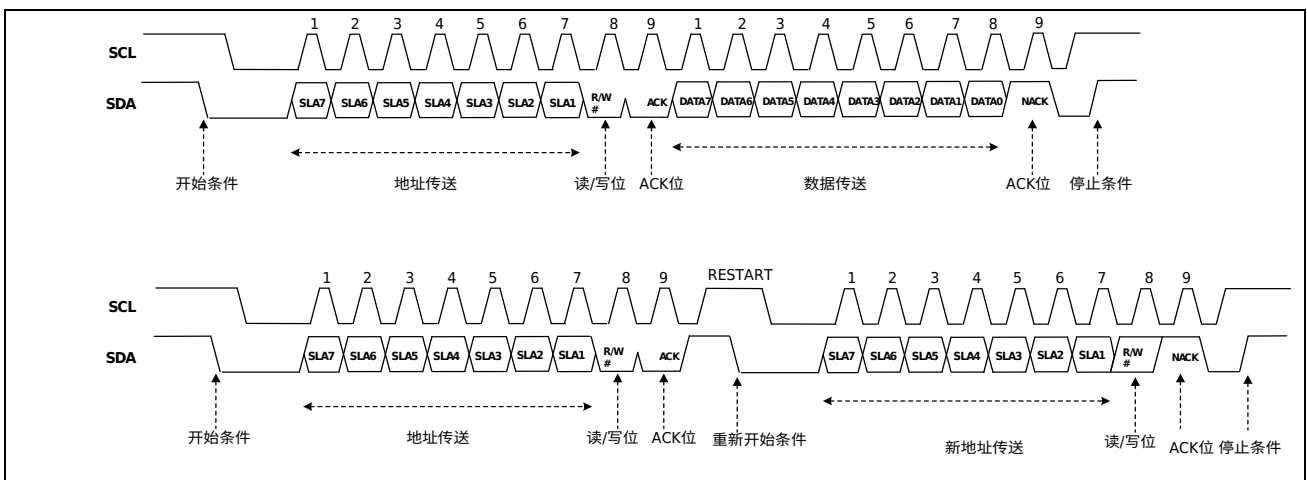 1 2 3 4 5 6 7 8 9 1 2 3 4 5 6 7 8 9
SCL
SDA SLA7 SLA6 SLA5 SLA4 SLA3 SLA2 SLA1 R/W # ACK DATA7 DATA6 DATA5 DATA4 DATA3 DATA2 DATA1 DATA0 NACK
开始条件 地址传送 读/写位 ACK位 数据传送 ACK位 停止条件
1 2 3 4 5 6 7 8 9 RESTART 1 2 3 4 5 6 7 8 9
SCL
SDA SLA7 SLA6 SLA5 SLA4 SLA3 SLA2 SLA1 R/W # ACK SLA7 SLA6 SLA5 SLA4 SLA3 SLA2 SLA1 R/W # NACK
开始条件 地址传送 读/写位 ACK位 重新开始条件 新地址传送 读/写位 ACK位 停止条件